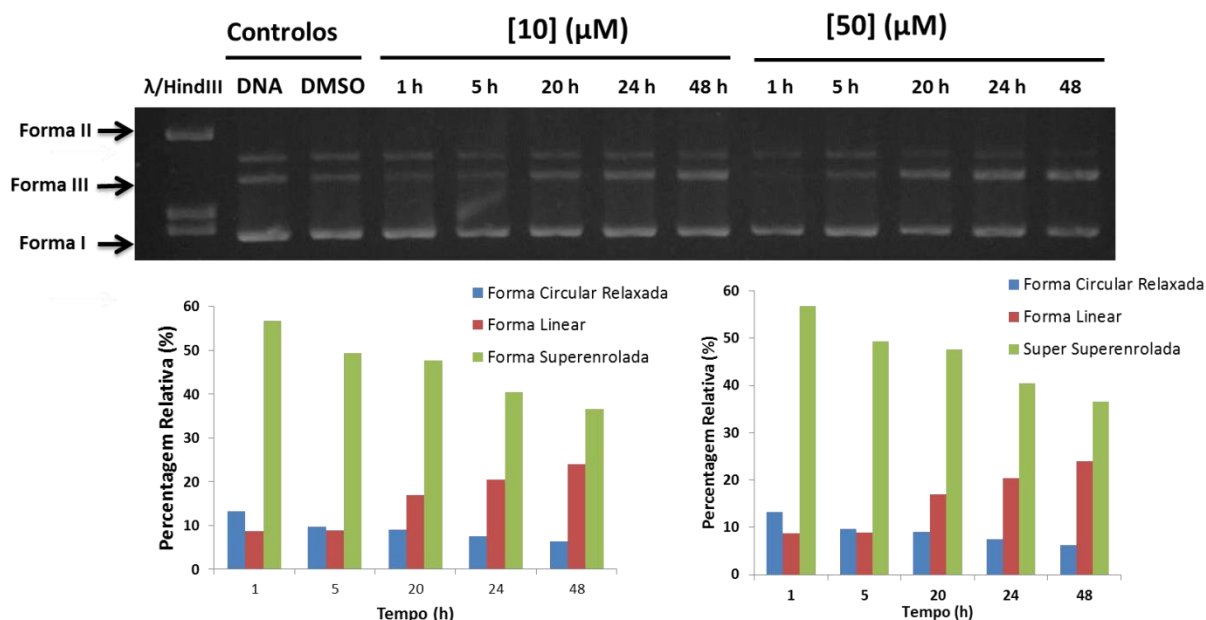 Controlos [10] (µM) [50] (µM)
λ/HindIII DNA DMSO 1 h 5 h 20 h 24 h 48 h 1 h 5 h 20 h 24 h 48
Forma II
Forma III
Forma I
Percentagem Relativa (%)
60
50
40
30
20
10
0
Forma Circular Relaxada
Forma Linear
Forma Superenrolada
1 5 20 24 48
Tempo (h)
Percentagem Relativa (%)
60
50
40
30
20
10
0
Forma Circular Relaxada
Forma Linear
Super Superenrolada
1 5 20 24 48
Tempo (h)